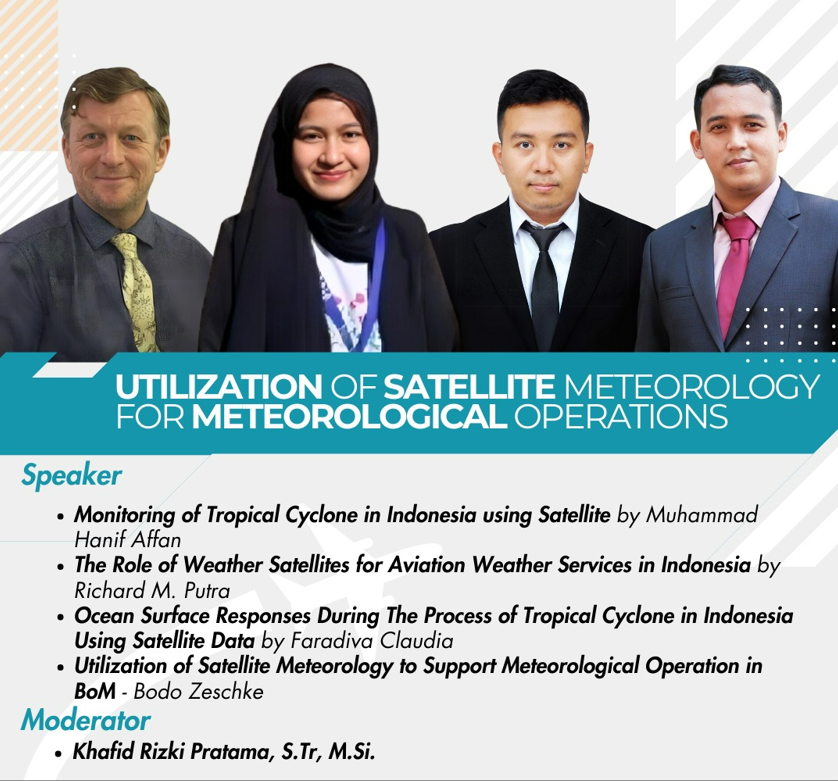 UTILIZATION OF SATELLITE METEOROLOGY
FOR METEOROLOGICAL OPERATIONS
Speaker
• Monitoring of Tropical Cyclone in Indonesia using Satellite by Muhammad
Hanif Affan
• The Role of Weather Satellites for Aviation Weather Services in Indonesia by
Richard M. Putra
• Ocean Surface Responses During The Process of Tropical Cyclone in Indonesia
Using Satellite Data by Faradiva Claudia
• Utilization of Satellite Meteorology to Support Meteorological Operation in
BoM - Bodo Zeschke
Moderator
• Khafid Rizki Pratama, S.Tr, M.Si.